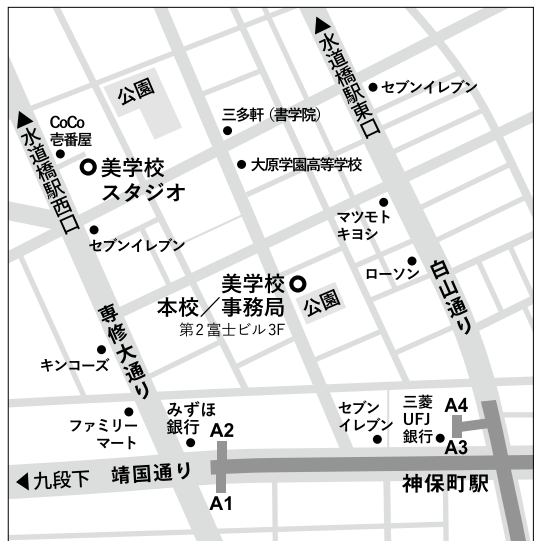 ▲水道橋駅東口
公園
セブンイレブン
CoCo
壱番屋
三多軒（書学院）
▲水道橋駅西口
美学校
スタジオ
大原学園高等学校
マツモト
キヨシ
セブンイレブン
ローソン
白山通り
美学校
本校／事務局
第2富士ビル3F
公園
専修大通り
キンコーズ
ファミリー
マート
みずほ
銀行
A2
セブン
イレブン
三菱
UFJ
銀行
A4
A3
◀九段下
靖国通り
神保町駅
A1